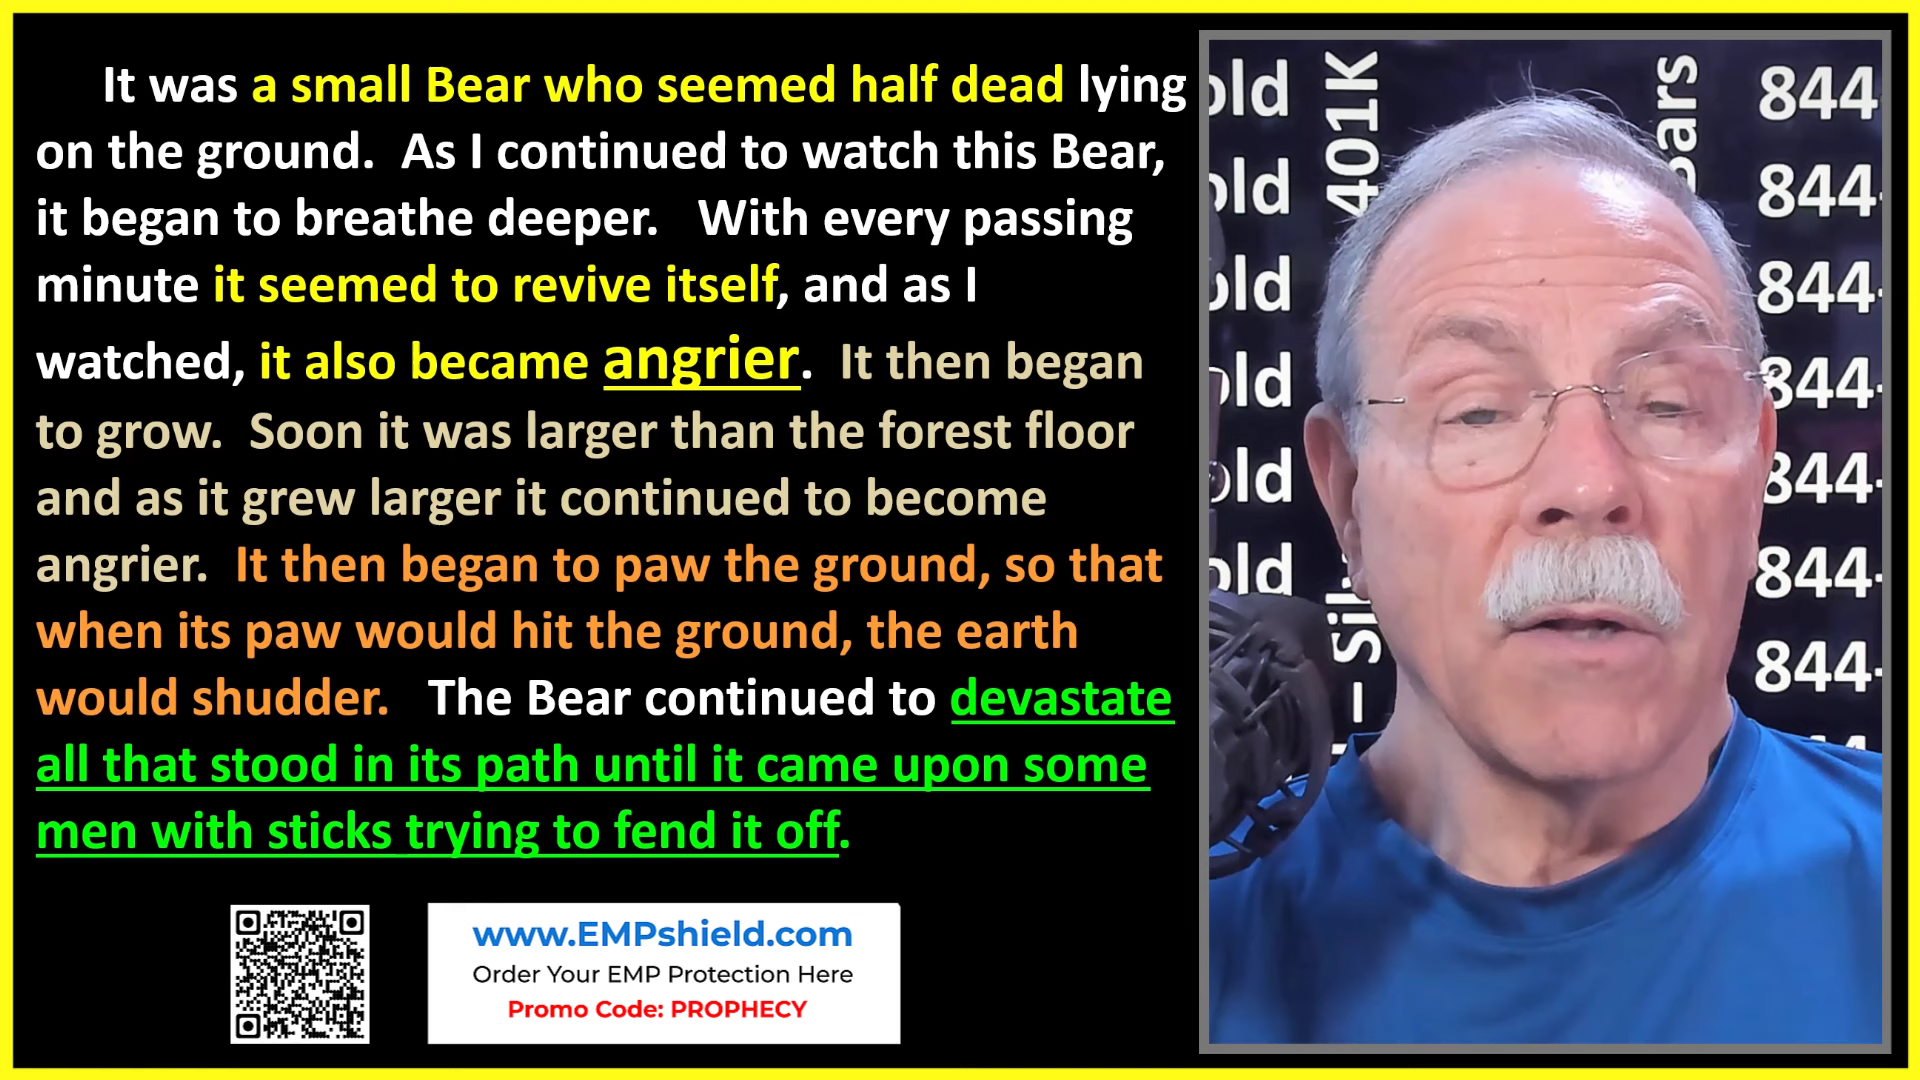 It was a small Bear who seemed half dead lying
on the ground. As I continued to watch this Bear,
it began to breathe deeper. With every passing
minute it seemed to revive itself, and as I
watched, it also became angrier. It then began
to grow. Soon it was larger than the forest floor
and as it grew larger it continued to become
angrier. It then began to paw the ground, so that
when its paw would hit the ground, the earth
would shudder. The Bear continued to devastate
all that stood in its path until it came upon some
men with sticks trying to fend it off.
www.EMPshield.com
Order Your EMP Protection Here
Promo Code: PROPHECY
old
old
old
old
old
old
401K
844
844
844-
844-
844-
844-
844-